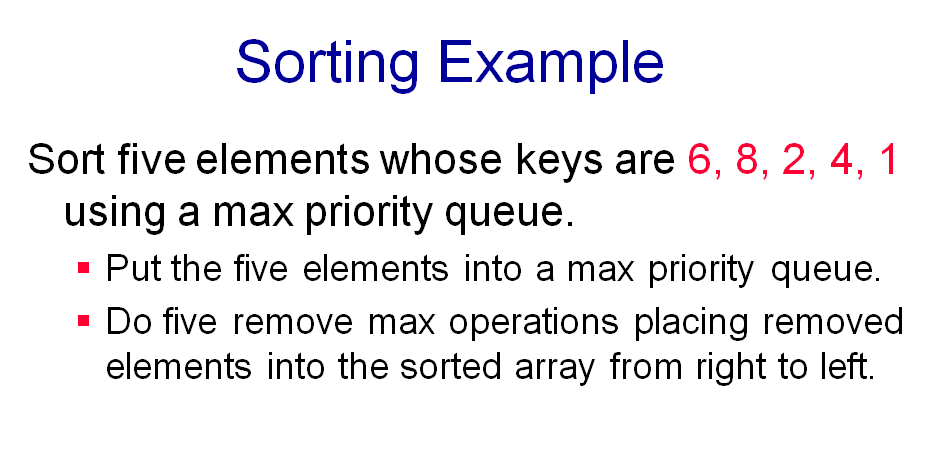 Sorting Example
Sort five elements whose keys are 6, 8, 2, 4, 1
using a max priority queue.
▪ Put the five elements into a max priority queue.
▪ Do five remove max operations placing removed
elements into the sorted array from right to left.